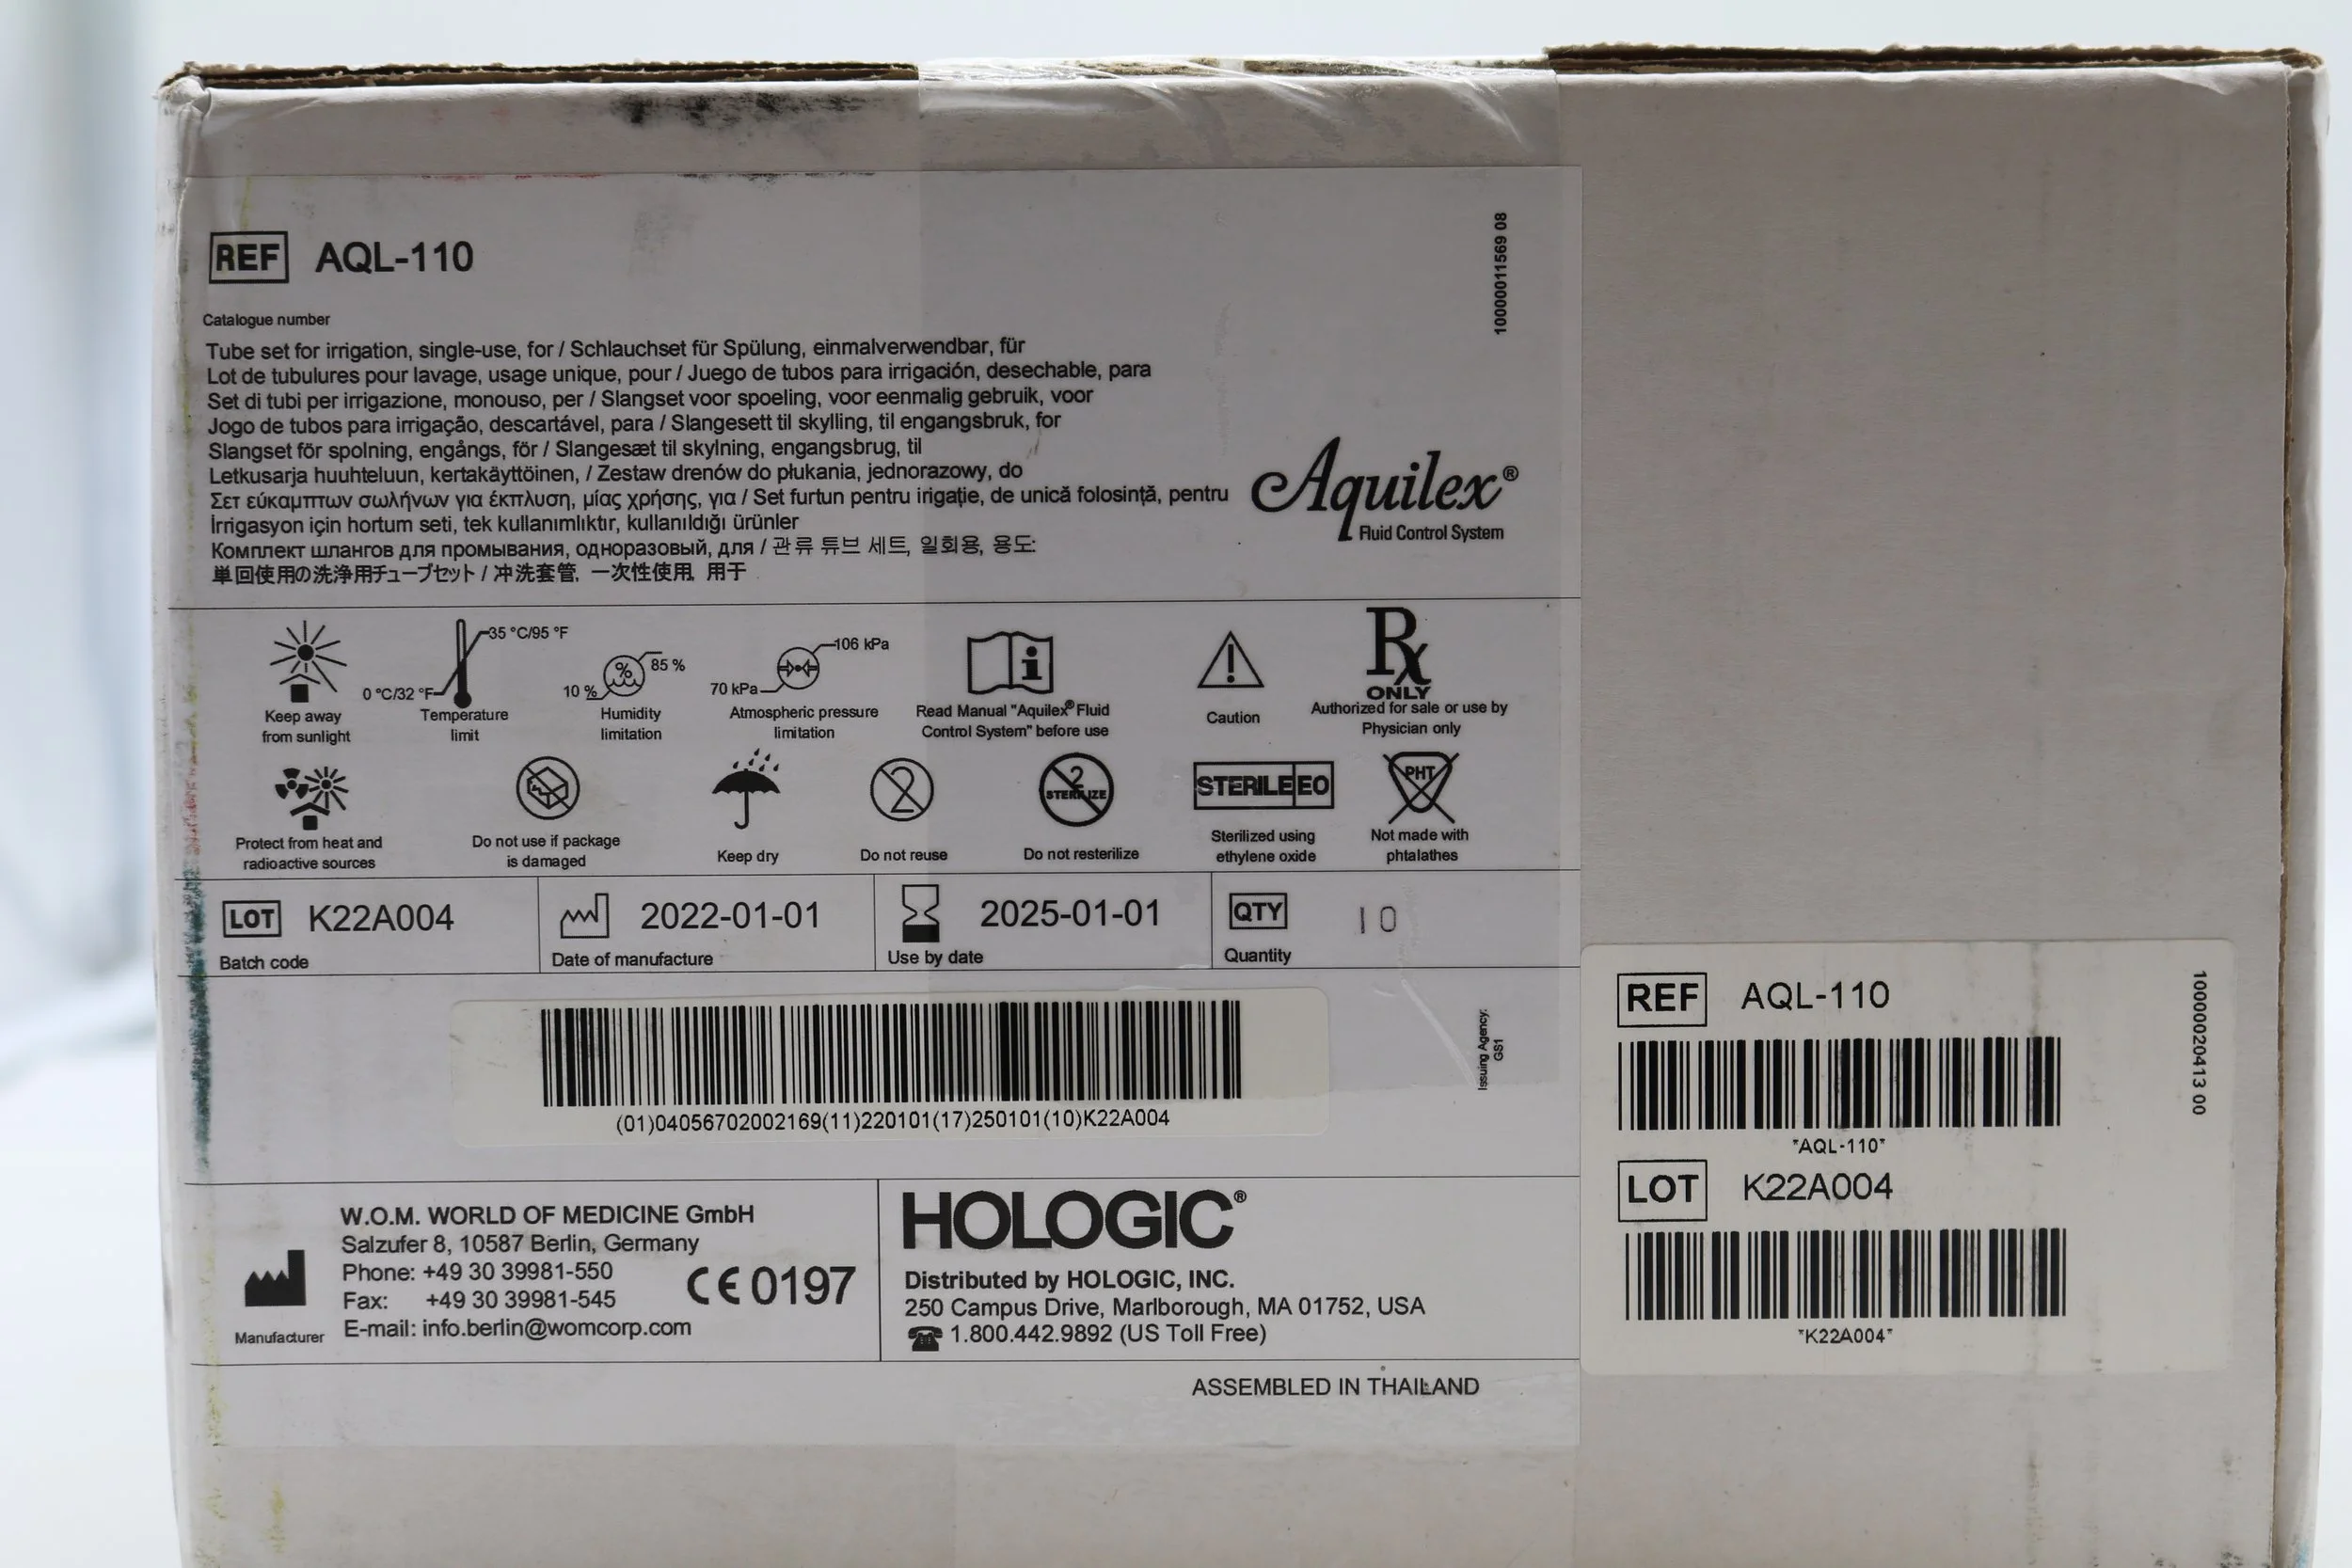 REF AQL-110
Catalogue number
1000011569 08
Tube set for irrigation, single-use, for / Schlauchset für Spülung, einmalverwendbar, für
Lot de tubulures pour lavage, usage unique, pour / Juego de tubos para irrigación, desechable, para
Set di tubi per irrigazione, monouso, per / Slangset voor spoeling, voor eenmalig gebruik, voor
Jogo de tubos para irrigação, descartável, para / Slangesett til skylling, til engangsbruk, for
Slangset för spolning, engångs, för / Slangesæt til skylning, engangsbrug, til
Letkusarja huuhteluun, kertakäyttöinen, / Zestaw drenów do płukania, jednorazowy, do
Σετ εύκαμπτων σωλήνων για έκπλυση, μίας χρήσης, για / Set furtun pentru irigație, de unică folosință, pentru
İrrigasyon için hortum seti, tek kullanımlıktır, kullanıldığı ürünler
Комплект шлангов для промывания, одноразовый, для / 관류 튜브 세트, 일회용, 용도:
単回使用の洗浄用チューブセット / 冲洗套管, 一次性使用, 用于
Aquilex®
Fluid Control System
35 °C/95 °F
0 °C/32 °F
Temperature
limit
Keep away
from sunlight
85 %
%
10 %
Humidity
limitation
106 kPa
70 kPa
Atmospheric pressure
limitation
Read Manual "Aquilex® Fluid
Control System" before use
Caution
Rx
ONLY
Authorized for sale or use by
Physician only
Protect from heat and
radioactive sources
Do not use if package
is damaged
Keep dry
2
Do not reuse
2
STERILIZE
Do not resterilize
STERILE EO
Sterilized using
ethylene oxide
PHT
Not made with
phtalathes
LOT K22A004
Batch code
2022-01-01
Date of manufacture
2025-01-01
Use by date
QTY 10
Quantity
(01)04056702002169(11)220101(17)250101(10)K22A004
Issuing Agency:
GS1
W.O.M. WORLD OF MEDICINE GmbH
Salzufer 8, 10587 Berlin, Germany
Phone: +49 30 39981-550
Fax: +49 30 39981-545
E-mail: info.berlin@womcorp.com
Manufacturer
CE 0197
HOLOGIC®
Distributed by HOLOGIC, INC.
250 Campus Drive, Marlborough, MA 01752, USA
1.800.442.9892 (US Toll Free)
ASSEMBLED IN THAILAND
REF AQL-110
*AQL-110*
LOT K22A004
*K22A004*
1000020413 00